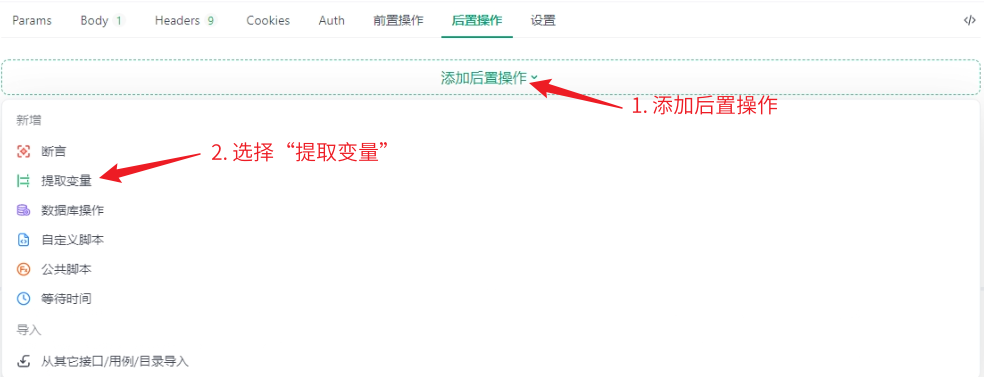 Params Body 1 Headers 9 Cookies Auth 前置操作 后置操作 设置
添加后置操作
1. 添加后置操作
新增
断言
2. 选择“提取变量”
提取变量
数据库操作
自定义脚本
公共脚本
等待时间
导入
从其它接口/用例/目录导入